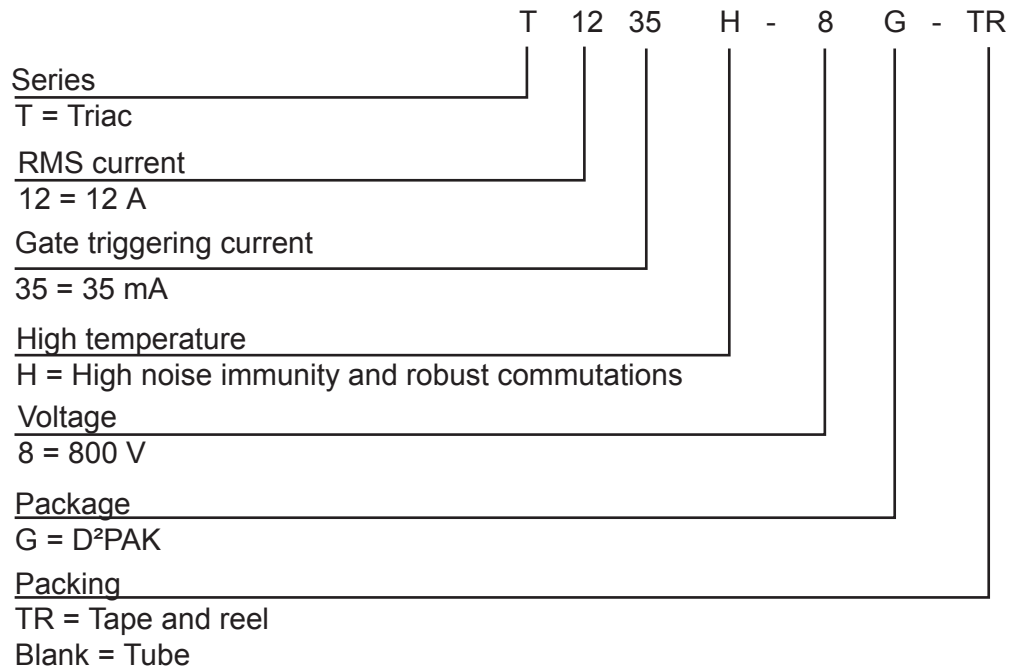 T 12 35 H - 8 G - TR
Series
T = Triac
RMS current
12 = 12 A
Gate triggering current
35 = 35 mA
High temperature
H = High noise immunity and robust commutations
Voltage
8 = 800 V
Package
G = D²PAK
Packing
TR = Tape and reel
Blank = Tube